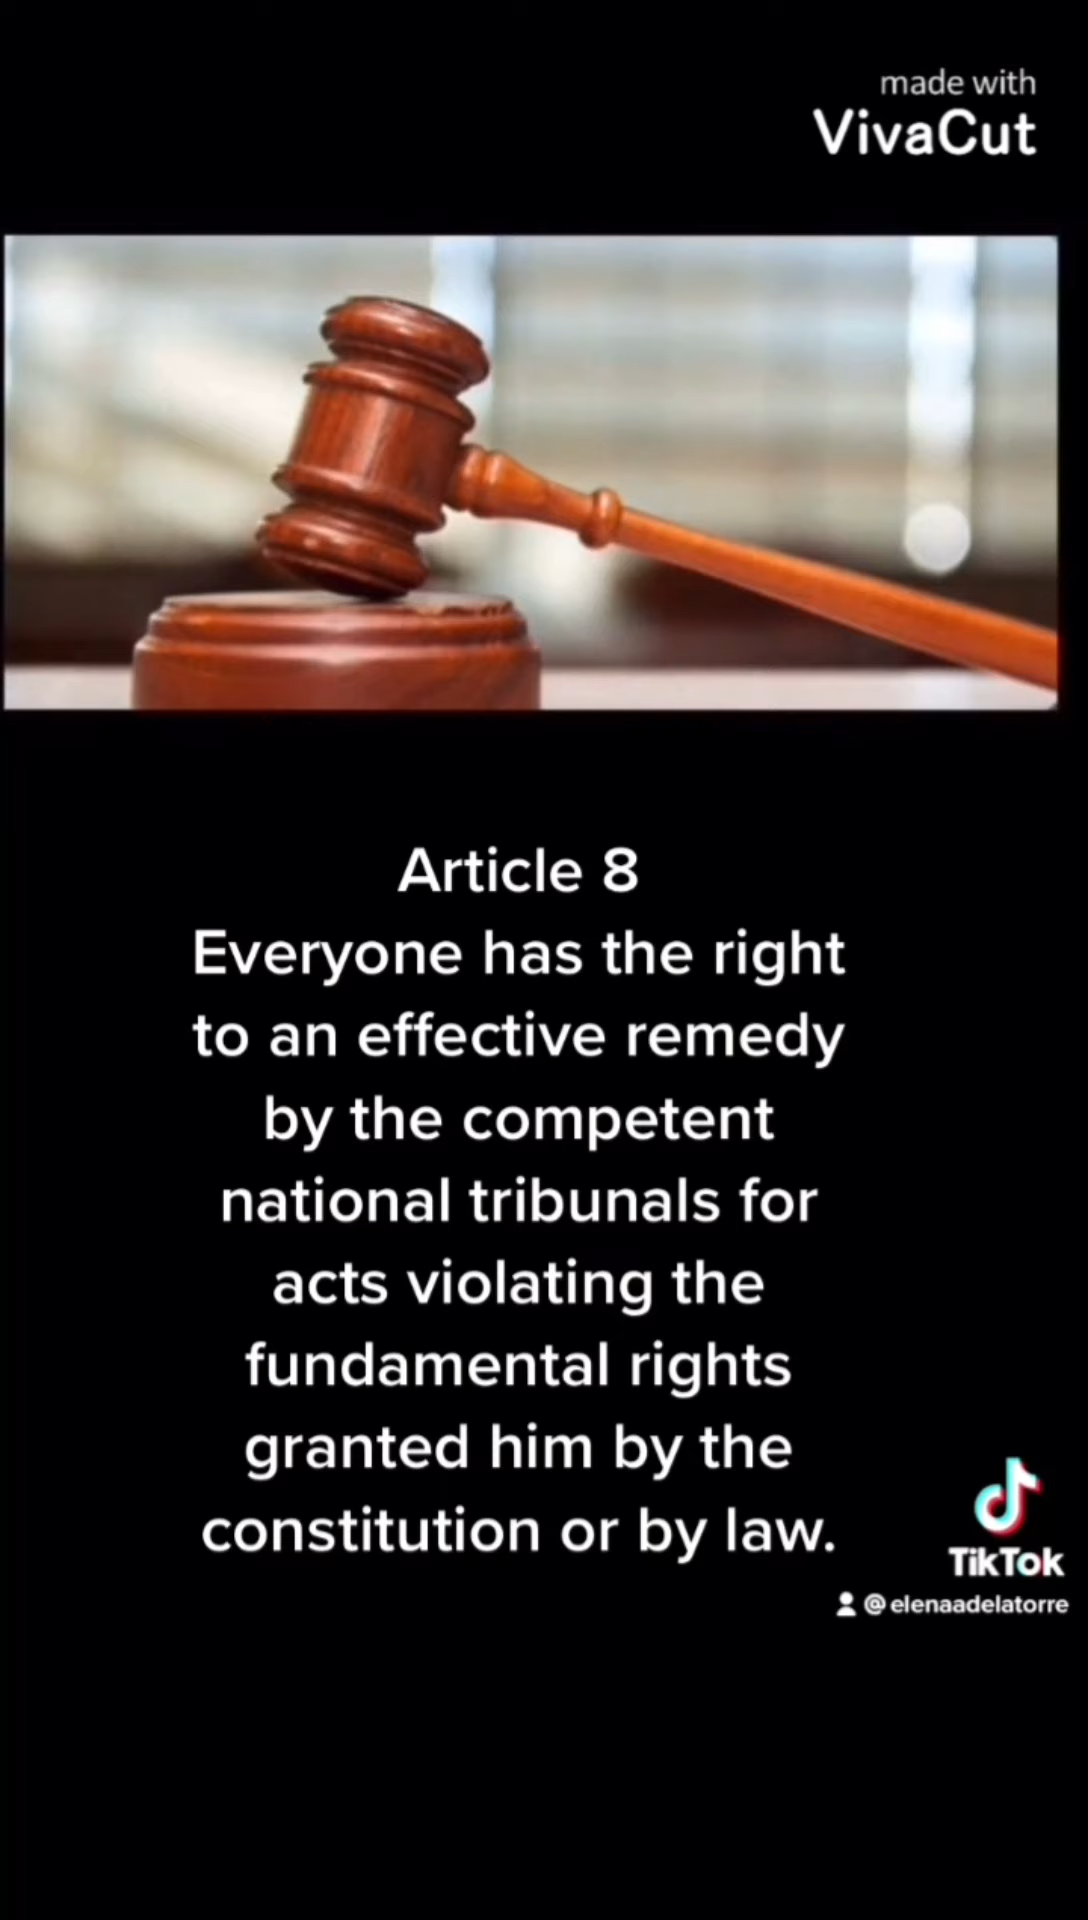 made with
VivaCut
Article 8
Everyone has the right
to an effective remedy
by the competent
national tribunals for
acts violating the
fundamental rights
granted him by the
constitution or by law.
TikTok
@elenaadelatorre